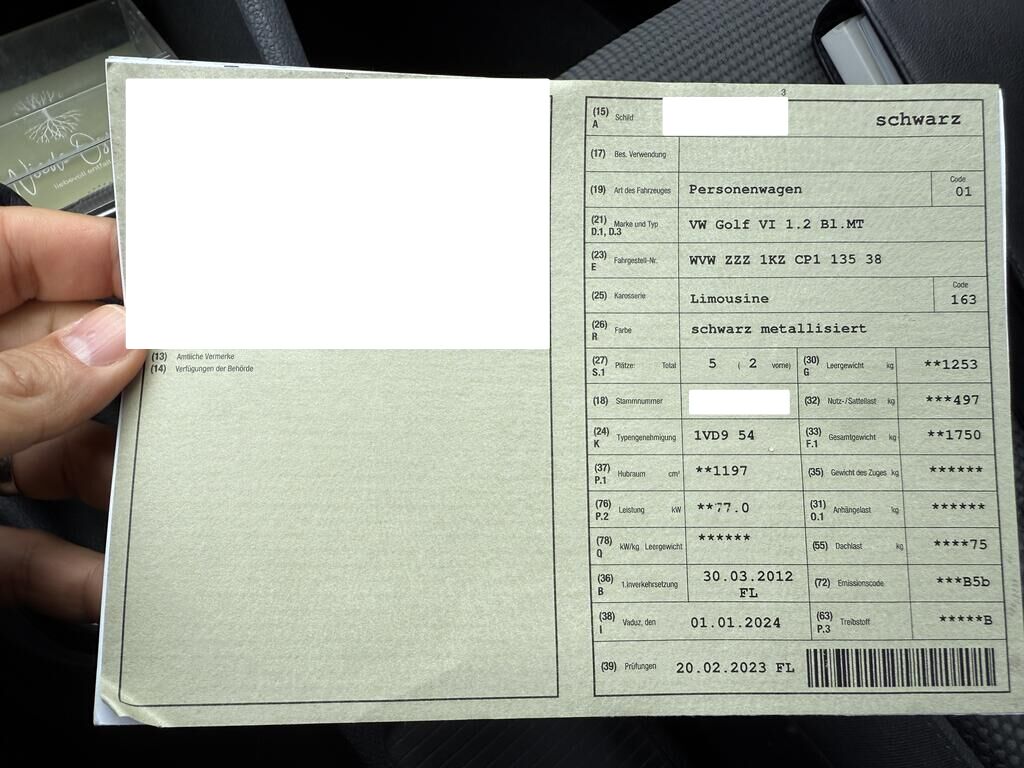 liebevoll entfalt
(13) Amtliche Vermerke
(14) Verfügungen der Behörde
3
(15) A Schild schwarz
(17) Bes. Verwendung
(19) Art des Fahrzeuges Personenwagen Code 01
(21) D.1, D.3 Marke und Typ VW Golf VI 1.2 Bl.MT
(23) E Fahrgestell-Nr. WVW ZZZ 1KZ CP1 135 38
(25) Karosserie Limousine Code 163
(26) R Farbe schwarz metallisiert
(27) S.1 Plätze: Total 5 ( 2 vorne) (30) G Leergewicht kg **1253
(18) Stammnummer (32) Nutz-/Sattellast kg ***497
(24) K Typengenehmigung 1VD9 54 (33) F.1 Gesamtgewicht kg **1750
(37) P.1 Hubraum cm³ **1197 (35) Gewicht des Zuges kg ******
(76) P.2 Leistung kW **77.0 (31) O.1 Anhängelast kg ******
(78) Q kW/kg Leergewicht ****** (55) Dachlast kg ****75
(36) B 1.Inverkehrsetzung 30.03.2012 FL (72) Emissionscode ***B5b
(38) I Vaduz, den 01.01.2024 (63) P.3 Treibstoff *****B
(39) Prüfungen 20.02.2023 FL